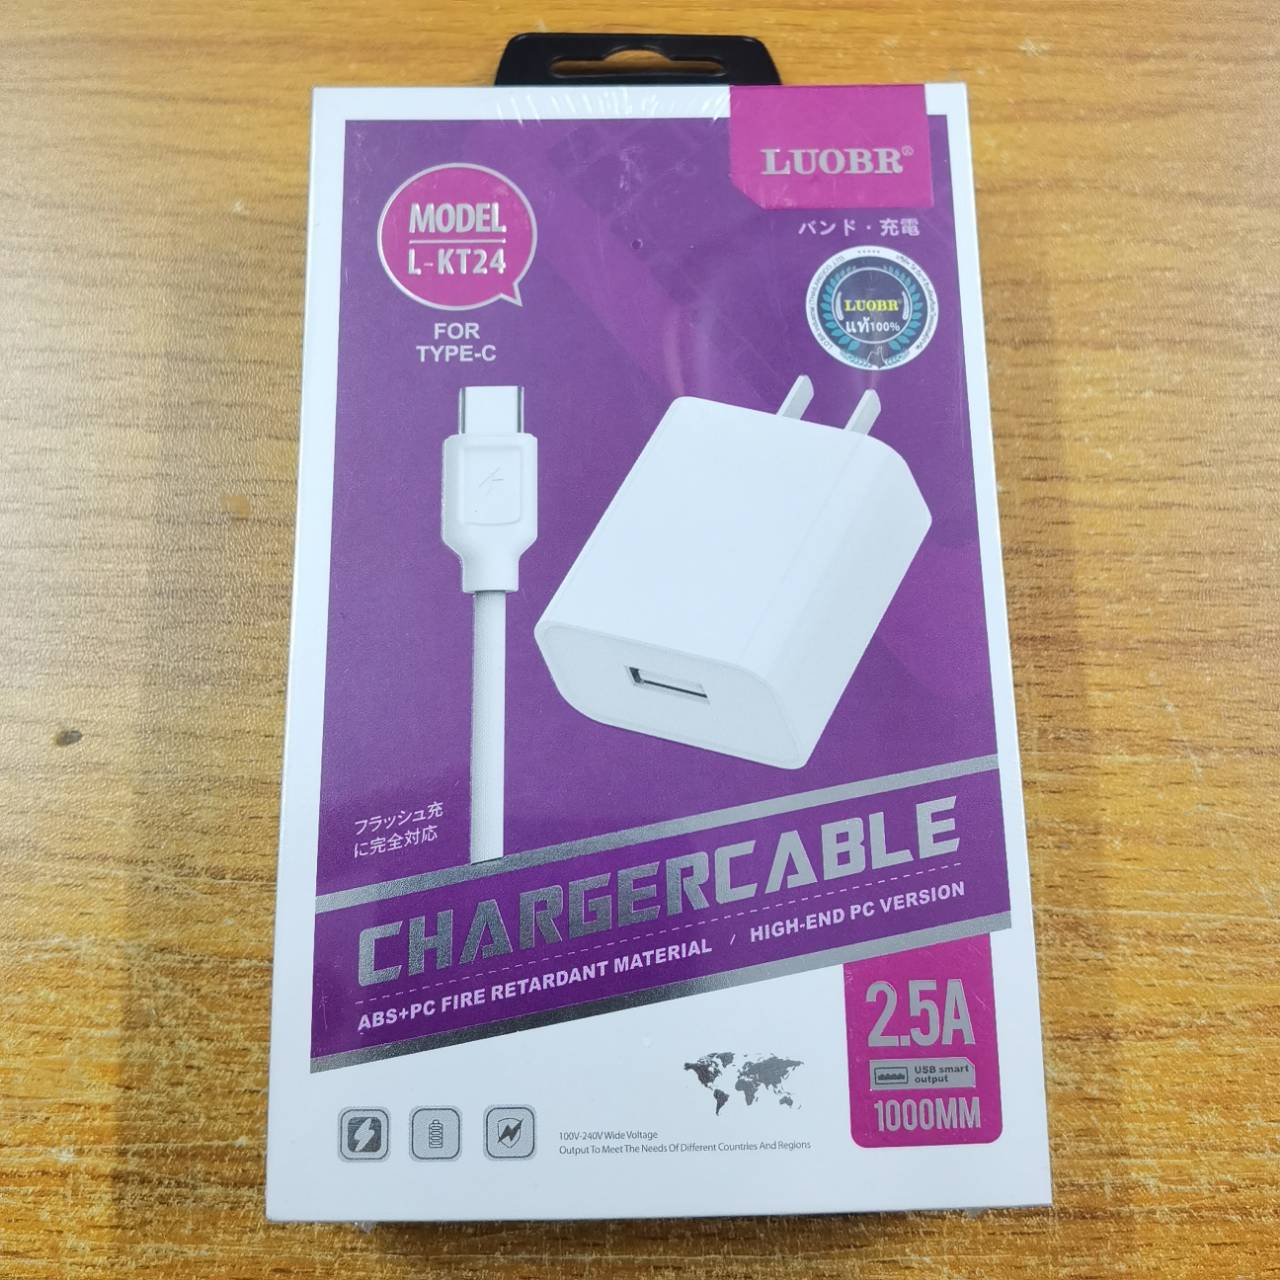 LUOBR®
バンド・充電
MODEL
L-KT24
FOR
TYPE-C
LUOBR
แท้100%
フラッシュ充
に完全対応
CHARGERCABLE
ABS+PC FIRE RETARDANT MATERIAL / HIGH-END PC VERSION
2.5A
USB smart
output
1000MM
100V-240V Wide Voltage
Output To Meet The Needs Of Different Countries And Regions